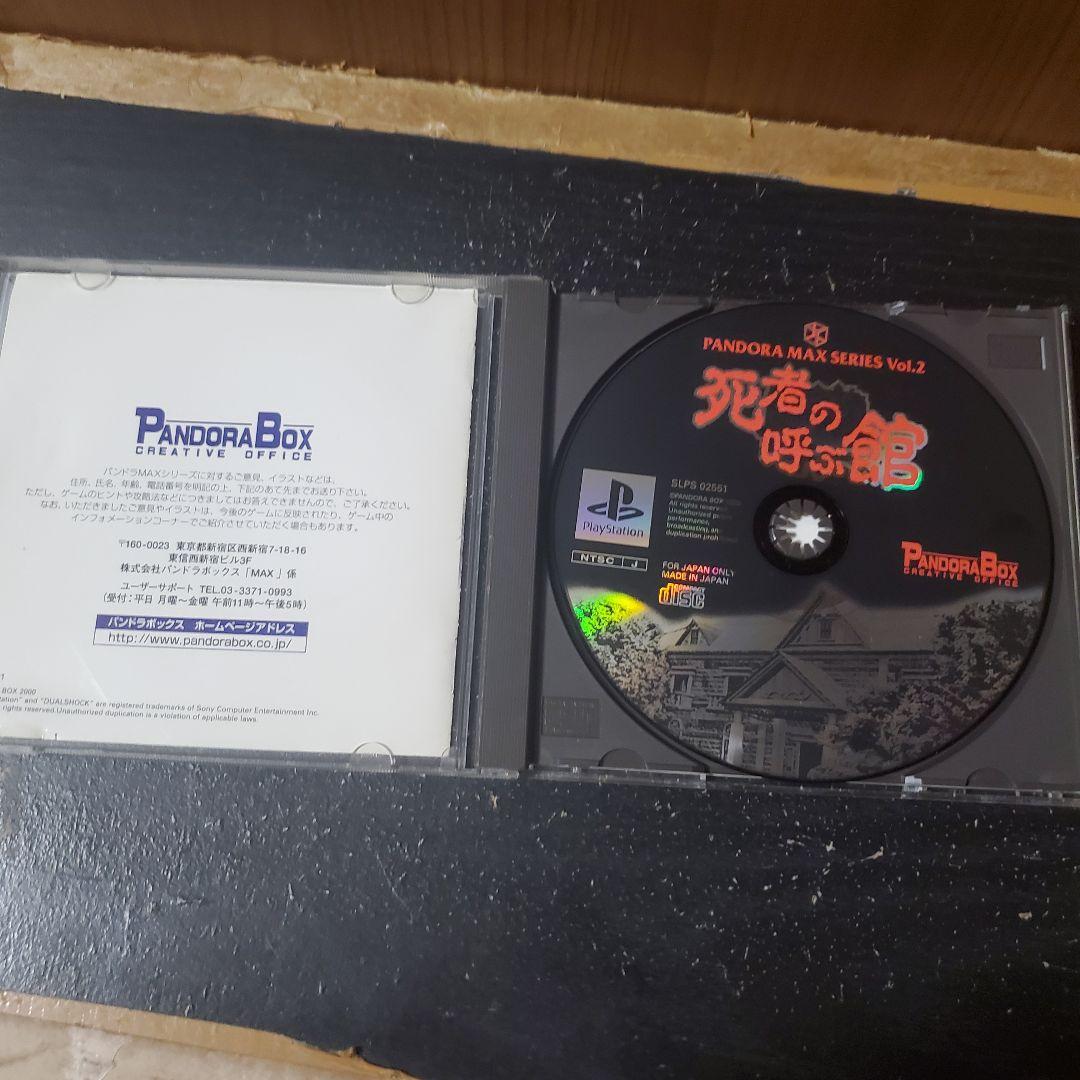 PANDORA BOX
CREATIVE OFFICE
パンドラMAXシリーズに対するご意見、イラストなどは、
住所、氏名、年齢、電話番号を明記の上、下記のあて先までお送り下さい。
ただし、ゲームのヒントや攻略法などにつきましてはお答えできませんので、ご了承ください。
なお、いただきましたご意見やイラストは、今後のゲームに反映されたり、ゲーム中の
インフォメーションコーナーでご紹介させていただく場合もあります。
〒160-0023 東京都新宿区西新宿7-18-16
東信西新宿ビル3F
株式会社パンドラボックス「MAX」係
ユーザーサポート TEL.03-3371-0993
(受付:平日 月曜～金曜 午前11時～午後5時)
パンドラボックス ホームページアドレス
http://www.pandorabox.co.jp/
BOX 2000
and "DUALSHOCK" are registered trademarks of Sony Computer Entertainment Inc.
rights reserved.Unauthorized duplication is a violation of applicable laws.
PANDORA MAX SERIES Vol.2
死者の
呼ぶ館
SLPS 02551
PlayStation
©PANDORA BOX
All rights
Unauthorized
performance,
broadcasting,
duplication
NTSC J
FOR JAPAN ONLY
MADE IN JAPAN
COMPACT
disc
PANDORA BOX
CREATIVE OFFICE